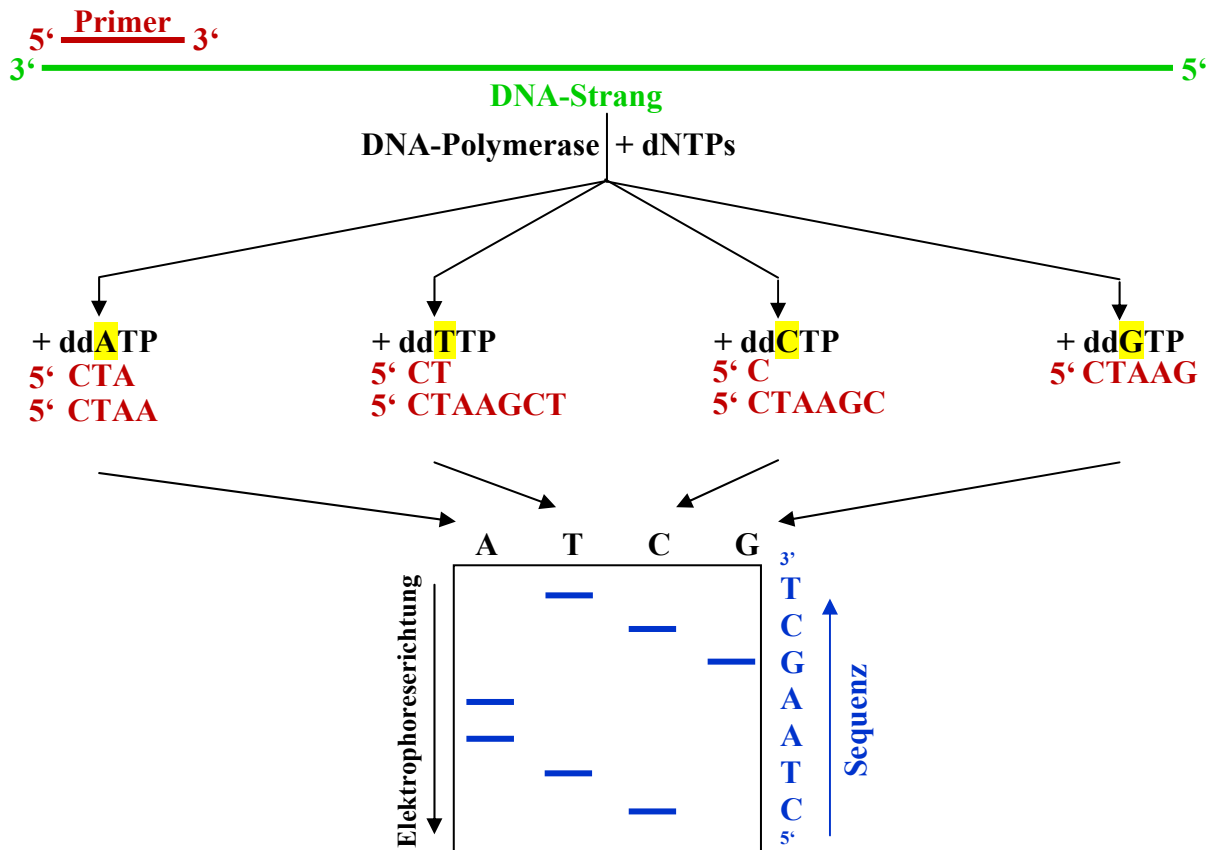 Primer
5‘ 3‘
3‘ 5‘
DNA-Strang
DNA-Polymerase + dNTPs
+ ddATP + ddTTP + ddCTP + ddGTP
5‘ CTA 5‘ CT 5‘ C 5‘ CTAAG
5‘ CTAA 5‘ CTAAGCT 5‘ CTAAGC
A T C G
3’
T
C
G
A
A
T
C
5‘
Elektrophoreserichtung
Sequenz